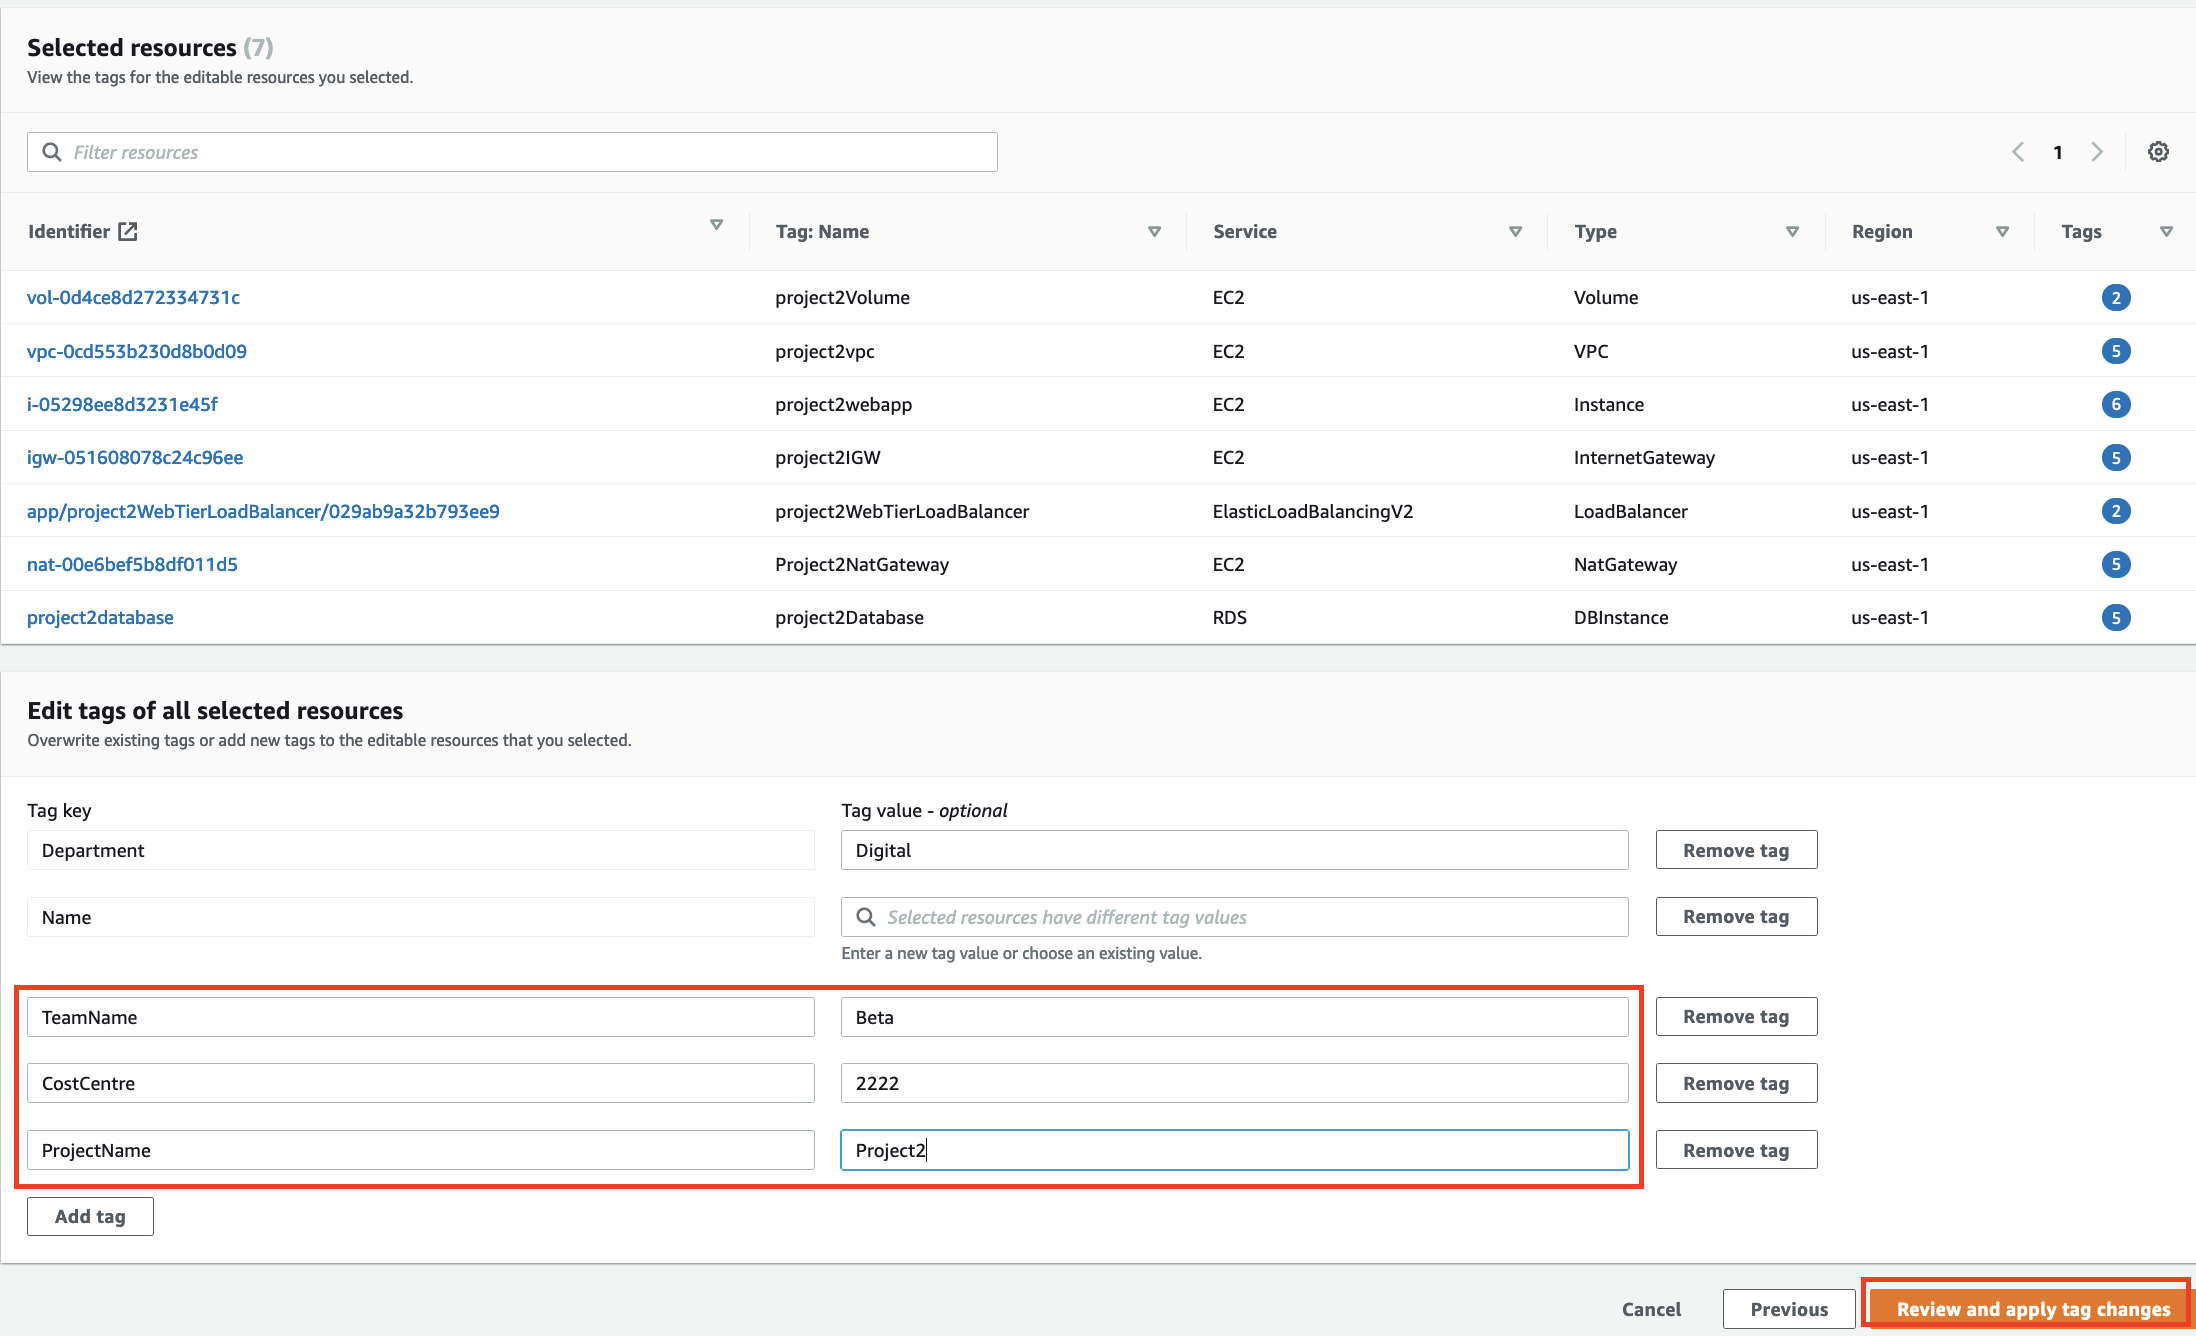 Selected resources (7)
View the tags for the editable resources you selected.
Filter resources
1
Identifier Tag: Name Service Type Region Tags
vol-0d4ce8d272334731c project2Volume EC2 Volume us-east-1 2
vpc-0cd553b230d8b0d09 project2vpc EC2 VPC us-east-1 5
i-05298ee8d3231e45f project2webapp EC2 Instance us-east-1 6
igw-051608078c24c96ee project2IGW EC2 InternetGateway us-east-1 5
app/project2WebTierLoadBalancer/029ab9a32b793ee9 project2WebTierLoadBalancer ElasticLoadBalancingV2 LoadBalancer us-east-1 2
nat-00e6bef5b8df011d5 Project2NatGateway EC2 NatGateway us-east-1 5
project2database project2Database RDS DBInstance us-east-1 5
Edit tags of all selected resources
Overwrite existing tags or add new tags to the editable resources that you selected.
Tag key Tag value - optional
Department Digital Remove tag
Name Selected resources have different tag values Remove tag
Enter a new tag value or choose an existing value.
TeamName Beta Remove tag
CostCentre 2222 Remove tag
ProjectName Project2 Remove tag
Add tag
Cancel Previous Review and apply tag changes